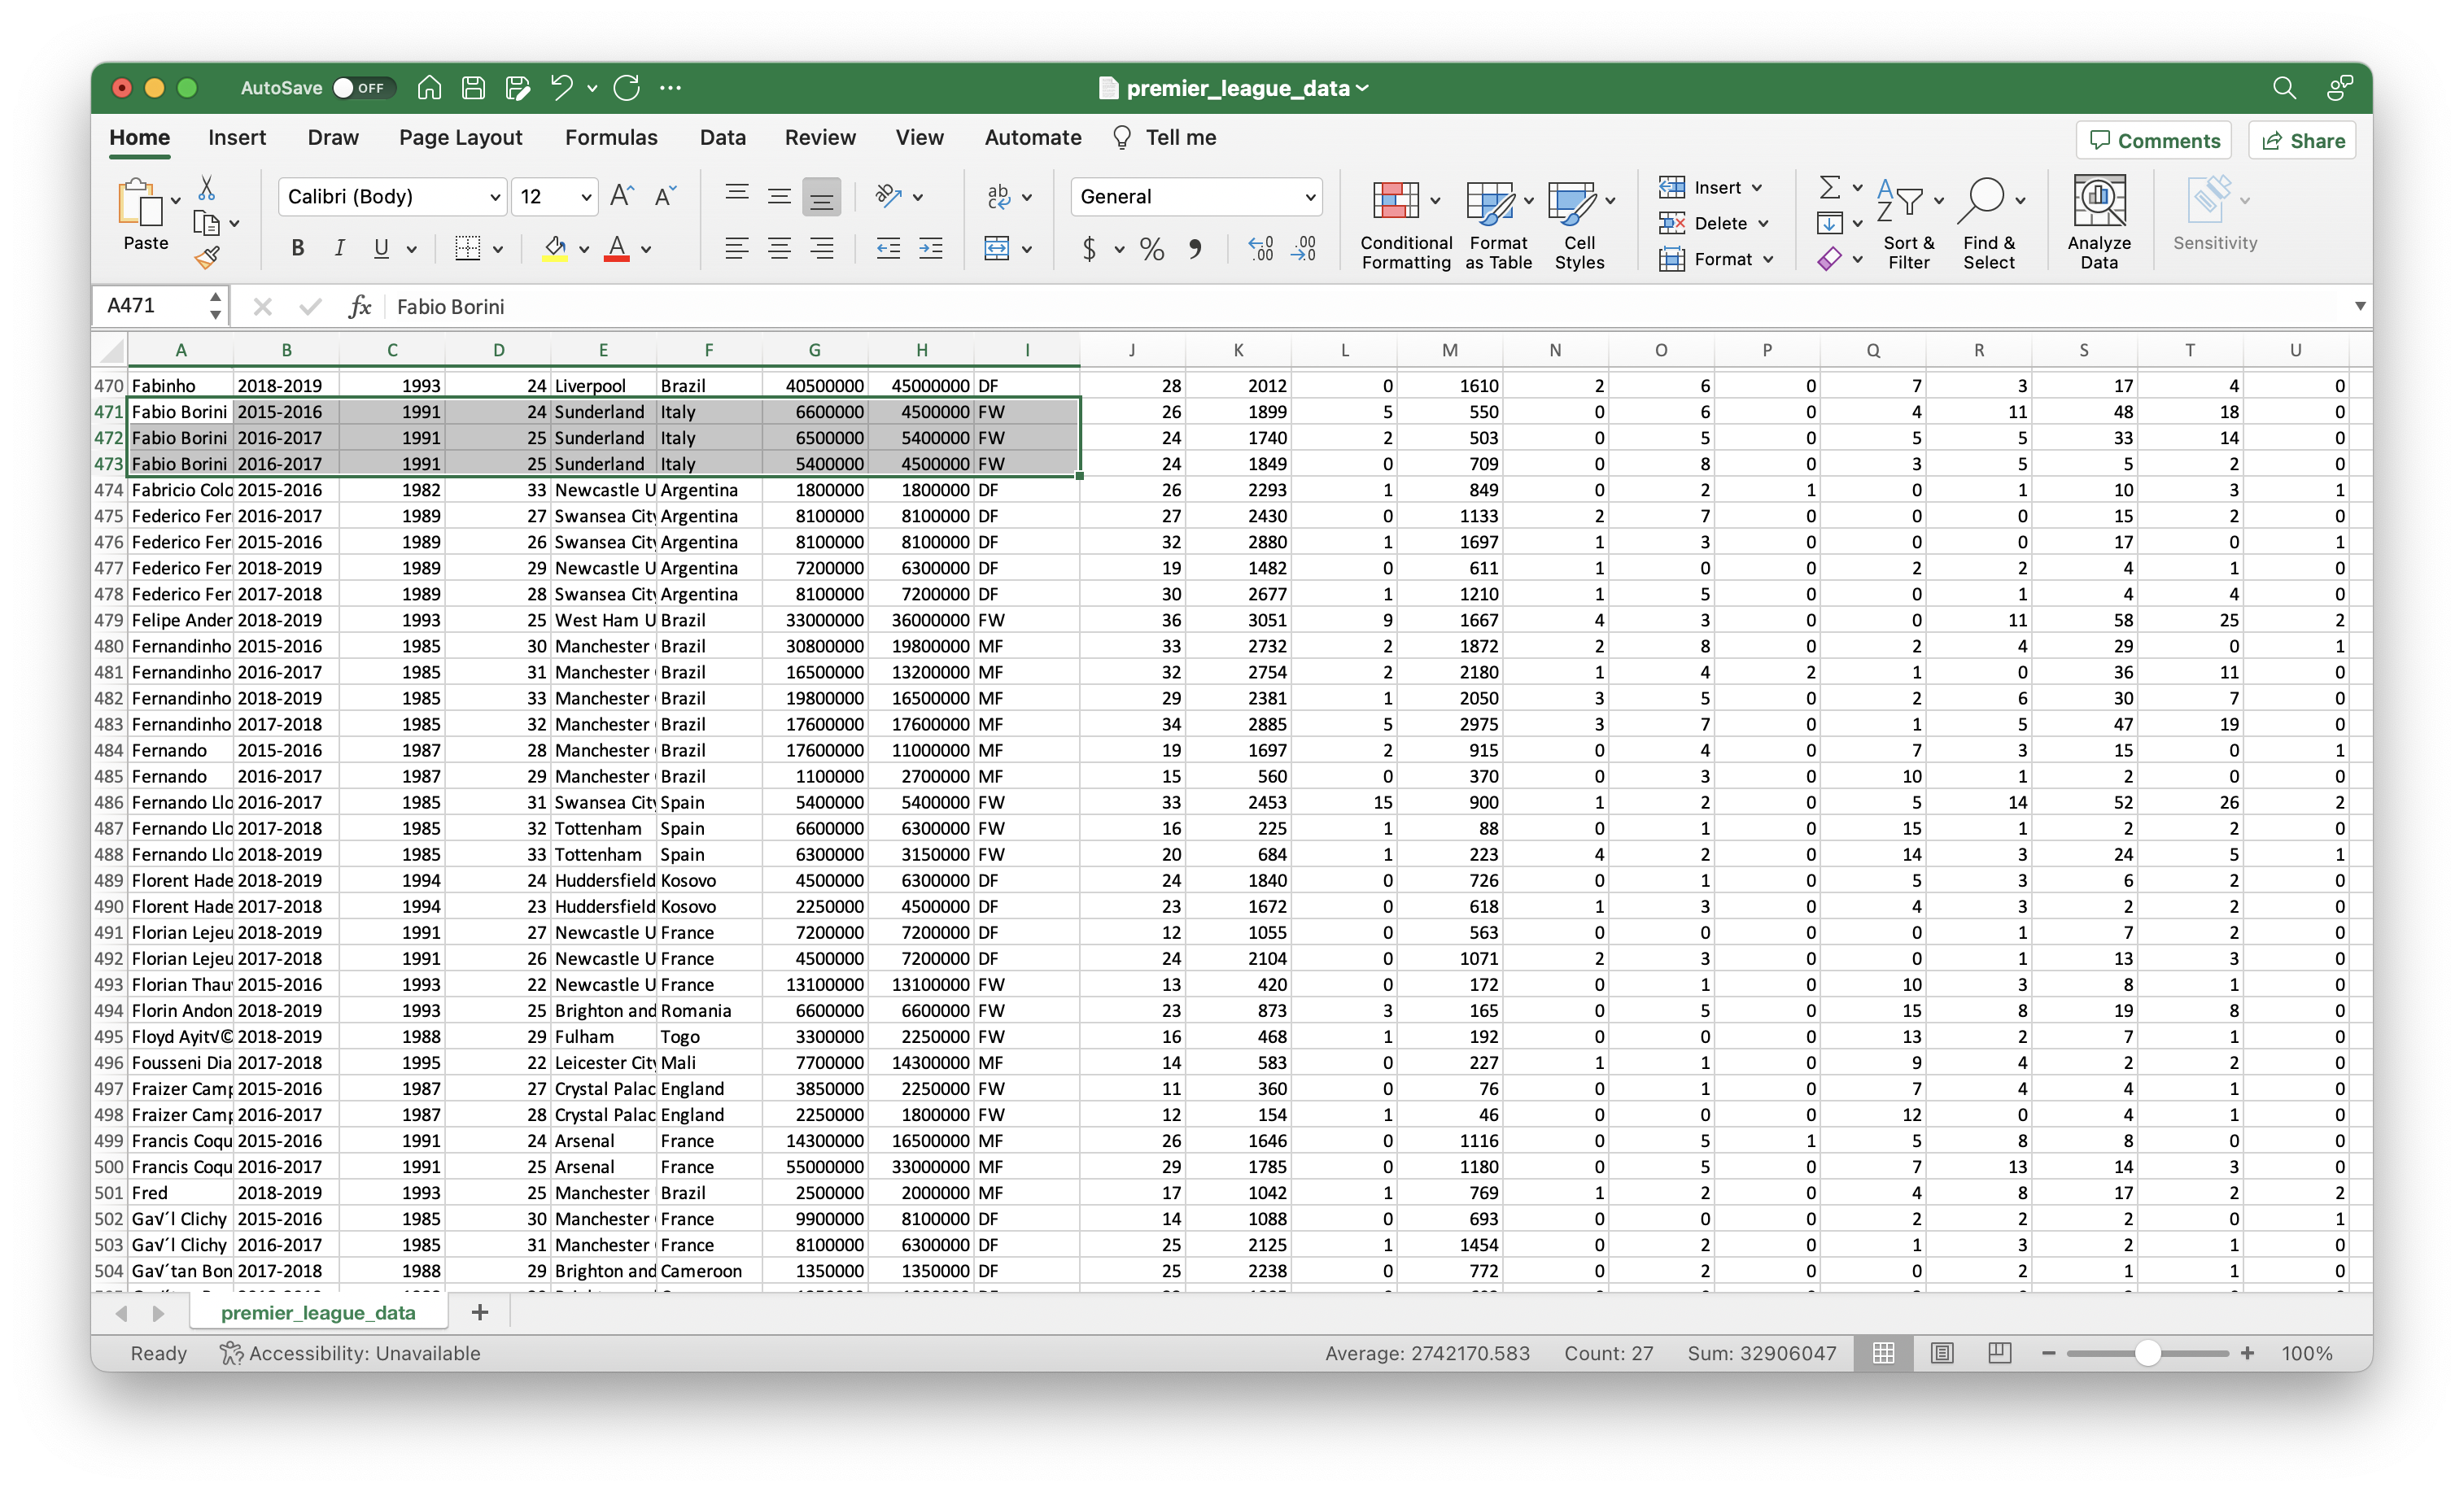 AutoSave OFF premier_league_data
Home Insert Draw Page Layout Formulas Data Review View Automate Tell me Comments Share
Paste Calibri (Body) 12 A A ab General Insert Delete Format
B I U A $ % , .00 .00 Conditional Formatting Format as Table Cell Styles Sort & Filter Find & Select Analyze Data Sensitivity
A471 fx Fabio Borini
A B C D E F G H I J K L M N O P Q R S T U
470 Fabinho 2018-2019 1993 24 Liverpool Brazil 40500000 45000000 DF 28 2012 0 1610 2 6 0 7 3 17 4 0
471 Fabio Borini 2015-2016 1991 24 Sunderland Italy 6600000 4500000 FW 26 1899 5 550 0 6 0 4 11 48 18 0
472 Fabio Borini 2016-2017 1991 25 Sunderland Italy 6500000 5400000 FW 24 1740 2 503 0 5 0 5 5 33 14 0
473 Fabio Borini 2016-2017 1991 25 Sunderland Italy 5400000 4500000 FW 24 1849 0 709 0 8 0 3 5 5 2 0
474 Fabricio Colo 2015-2016 1982 33 Newcastle U Argentina 1800000 1800000 DF 26 2293 1 849 0 2 1 0 1 10 3 1
475 Federico Fer 2016-2017 1989 27 Swansea City Argentina 8100000 8100000 DF 27 2430 0 1133 2 7 0 0 0 15 2 0
476 Federico Fer 2015-2016 1989 26 Swansea City Argentina 8100000 8100000 DF 32 2880 1 1697 1 3 0 0 0 17 0 1
477 Federico Fer 2018-2019 1989 29 Newcastle U Argentina 7200000 6300000 DF 19 1482 0 611 1 0 0 2 2 4 1 0
478 Federico Fer 2017-2018 1989 28 Swansea City Argentina 8100000 7200000 DF 30 2677 1 1210 1 5 0 0 1 4 4 0
479 Felipe Ander 2018-2019 1993 25 West Ham U Brazil 33000000 36000000 FW 36 3051 9 1667 4 3 0 0 11 58 25 2
480 Fernandinho 2015-2016 1985 30 Manchester Brazil 30800000 19800000 MF 33 2732 2 1872 2 8 0 2 4 29 0 1
481 Fernandinho 2016-2017 1985 31 Manchester Brazil 16500000 13200000 MF 32 2754 2 2180 1 4 2 1 0 36 11 0
482 Fernandinho 2018-2019 1985 33 Manchester Brazil 19800000 16500000 MF 29 2381 1 2050 3 5 0 2 6 30 7 0
483 Fernandinho 2017-2018 1985 32 Manchester Brazil 17600000 17600000 MF 34 2885 5 2975 3 7 0 1 5 47 19 0
484 Fernando 2015-2016 1987 28 Manchester Brazil 17600000 11000000 MF 19 1697 2 915 0 4 0 7 3 15 0 1
485 Fernando 2016-2017 1987 29 Manchester Brazil 1100000 2700000 MF 15 560 0 370 0 3 0 10 1 2 0 0
486 Fernando Llo 2016-2017 1985 31 Swansea City Spain 5400000 5400000 FW 33 2453 15 900 1 2 0 5 14 52 26 2
487 Fernando Llo 2017-2018 1985 32 Tottenham Spain 6600000 6300000 FW 16 225 1 88 0 1 0 15 1 2 2 0
488 Fernando Llo 2018-2019 1985 33 Tottenham Spain 6300000 3150000 FW 20 684 1 223 4 2 0 14 3 24 5 1
489 Florent Hade 2018-2019 1994 24 Huddersfield Kosovo 4500000 6300000 DF 24 1840 0 726 0 1 0 5 3 6 2 0
490 Florent Hade 2017-2018 1994 23 Huddersfield Kosovo 2250000 4500000 DF 23 1672 0 618 1 3 0 4 3 2 2 0
491 Florian Lejeu 2018-2019 1991 27 Newcastle U France 7200000 7200000 DF 12 1055 0 563 0 0 0 0 1 7 2 0
492 Florian Lejeu 2017-2018 1991 26 Newcastle U France 4500000 7200000 DF 24 2104 0 1071 2 3 0 0 1 13 3 0
493 Florian Thau 2015-2016 1993 22 Newcastle U France 13100000 13100000 FW 13 420 0 172 0 1 0 10 3 8 1 0
494 Florin Andon 2018-2019 1993 25 Brighton and Romania 6600000 6600000 FW 23 873 3 165 0 5 0 15 8 19 8 0
495 Floyd Ayit√© 2018-2019 1988 29 Fulham Togo 3300000 2250000 FW 16 468 1 192 0 0 0 13 2 7 1 0
496 Fousseni Dia 2017-2018 1995 22 Leicester City Mali 7700000 14300000 MF 14 583 0 227 1 1 0 9 4 2 2 0
497 Fraizer Camp 2015-2016 1987 27 Crystal Palac England 3850000 2250000 FW 11 360 0 76 0 1 0 7 4 4 1 0
498 Fraizer Camp 2016-2017 1987 28 Crystal Palac England 2250000 1800000 FW 12 154 1 46 0 0 0 12 0 4 1 0
499 Francis Coqu 2015-2016 1991 24 Arsenal France 14300000 16500000 MF 26 1646 0 1116 0 5 1 5 8 8 0 0
500 Francis Coqu 2016-2017 1991 25 Arsenal France 55000000 33000000 MF 29 1785 0 1180 0 5 0 7 13 14 3 0
501 Fred 2018-2019 1993 25 Manchester Brazil 2500000 2000000 MF 17 1042 1 769 1 2 0 4 8 17 2 2
502 Ga√´l Clichy 2015-2016 1985 30 Manchester France 9900000 8100000 DF 14 1088 0 693 0 0 0 2 2 2 0 1
503 Ga√´l Clichy 2016-2017 1985 31 Manchester France 8100000 6300000 DF 25 2125 1 1454 0 2 0 1 3 2 1 0
504 Ga√´tan Bon 2017-2018 1988 29 Brighton and Cameroon 1350000 1350000 DF 25 2238 0 772 0 2 0 0 2 1 1 0
premier_league_data +
Ready Accessibility: Unavailable Average: 2742170.583 Count: 27 Sum: 32906047 100%